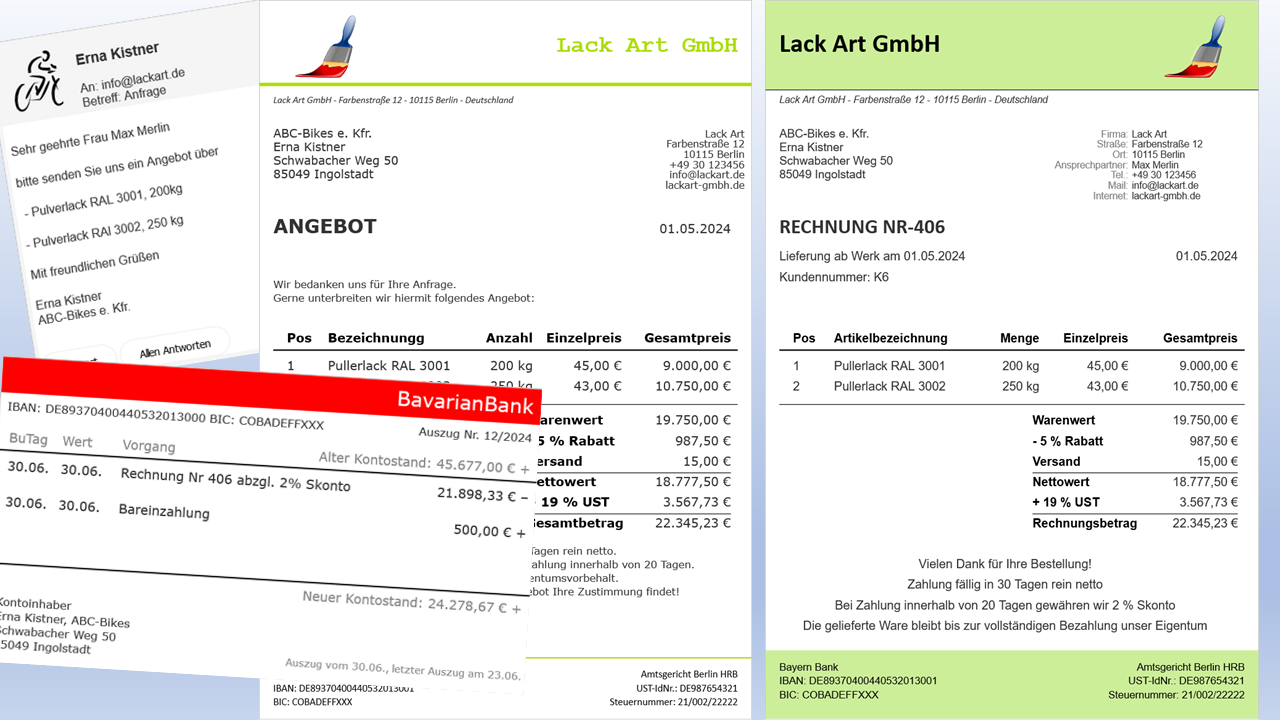 Erna Kistner
An: info@lackart.de
Betreff: Anfrage
Sehr geehrte Frau Max Merlin
bitte senden Sie uns ein Angebot über
- Pulverlack RAL 3001, 200kg
- Pulverlack RAl 3002, 250 kg
Mit freundlichen Grüßen
Erna Kistner
ABC-Bikes e. Kfr.
Allen Antworten
BavarianBank
IBAN: DE89370400440532013000 BIC: COBADEFFXXX
Auszug Nr. 12/2024
BuTag Wert Vorgang
Alter Kontostand: 45.677,00 € +
30.06. 30.06. Rechnung Nr 406 abzgl. 2% Skonto 21.898,33 € –
30.06. 30.06. Bareinzahlung 500,00 € +
Neuer Kontostand: 24.278,67 € +
Kontoinhaber
Erna Kistner, ABC-Bikes
Schwabacher Weg 50
85049 Ingolstadt
Auszug vom 30.06., letzter Auszug am 23.06.
Lack Art GmbH
Lack Art GmbH - Farbenstraße 12 - 10115 Berlin - Deutschland
ABC-Bikes e. Kfr.
Erna Kistner
Schwabacher Weg 50
85049 Ingolstadt
Lack Art
Farbenstraße 12
10115 Berlin
+49 30 123456
info@lackart.de
lackart-gmbh.de
ANGEBOT 01.05.2024
Wir bedanken uns für Ihre Anfrage.
Gerne unterbreiten wir hiermit folgendes Angebot:
Pos Bezeichnungg Anzahl Einzelpreis Gesamtpreis
1 Pullerlack RAL 3001 200 kg 45,00 € 9.000,00 €
250 kg 43,00 € 10.750,00 €
arenwert 19.750,00 €
5 % Rabatt 987,50 €
ersand 15,00 €
ettowert 18.777,50 €
19 % UST 3.567,73 €
esamtbetrag 22.345,23 €
Tagen rein netto.
ahlung innerhalb von 20 Tagen.
entumsvorbehalt.
ebot Ihre Zustimmung findet!
Amtsgericht Berlin HRB
IBAN: DE89370400440532013001 UST-IdNr.: DE987654321
BIC: COBADEFFXXX Steuernummer: 21/002/22222
Lack Art GmbH
Lack Art GmbH - Farbenstraße 12 - 10115 Berlin - Deutschland
ABC-Bikes e. Kfr.
Erna Kistner
Schwabacher Weg 50
85049 Ingolstadt
Firma: Lack Art
Straße: Farbenstraße 12
Ort: 10115 Berlin
Ansprechpartner: Max Merlin
Tel.: +49 30 123456
Mail: info@lackart.de
Internet: lackart-gmbh.de
RECHNUNG NR-406
Lieferung ab Werk am 01.05.2024 01.05.2024
Kundennummer: K6
Pos Artikelbezeichnung Menge Einzelpreis Gesamtpreis
1 Pullerlack RAL 3001 200 kg 45,00 € 9.000,00 €
2 Pullerlack RAL 3002 250 kg 43,00 € 10.750,00 €
Warenwert 19.750,00 €
- 5 % Rabatt 987,50 €
Versand 15,00 €
Nettowert 18.777,50 €
+ 19 % UST 3.567,73 €
Rechnungsbetrag 22.345,23 €
Vielen Dank für Ihre Bestellung!
Zahlung fällig in 30 Tagen rein netto
Bei Zahlung innerhalb von 20 Tagen gewähren wir 2 % Skonto
Die gelieferte Ware bleibt bis zur vollständigen Bezahlung unser Eigentum
Bayern Bank Amtsgericht Berlin HRB
IBAN: DE89370400440532013001 UST-IdNr.: DE987654321
BIC: COBADEFFXXX Steuernummer: 21/002/22222